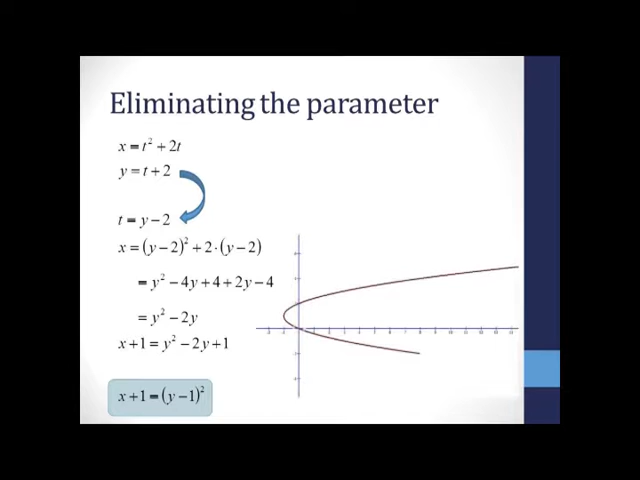 Eliminating the parameter
x = t² + 2t
y = t + 2
t = y − 2
x = (y − 2)² + 2·(y − 2)
= y² − 4y + 4 + 2y − 4
= y² − 2y
x + 1 = y² − 2y + 1
x + 1 = (y − 1)²